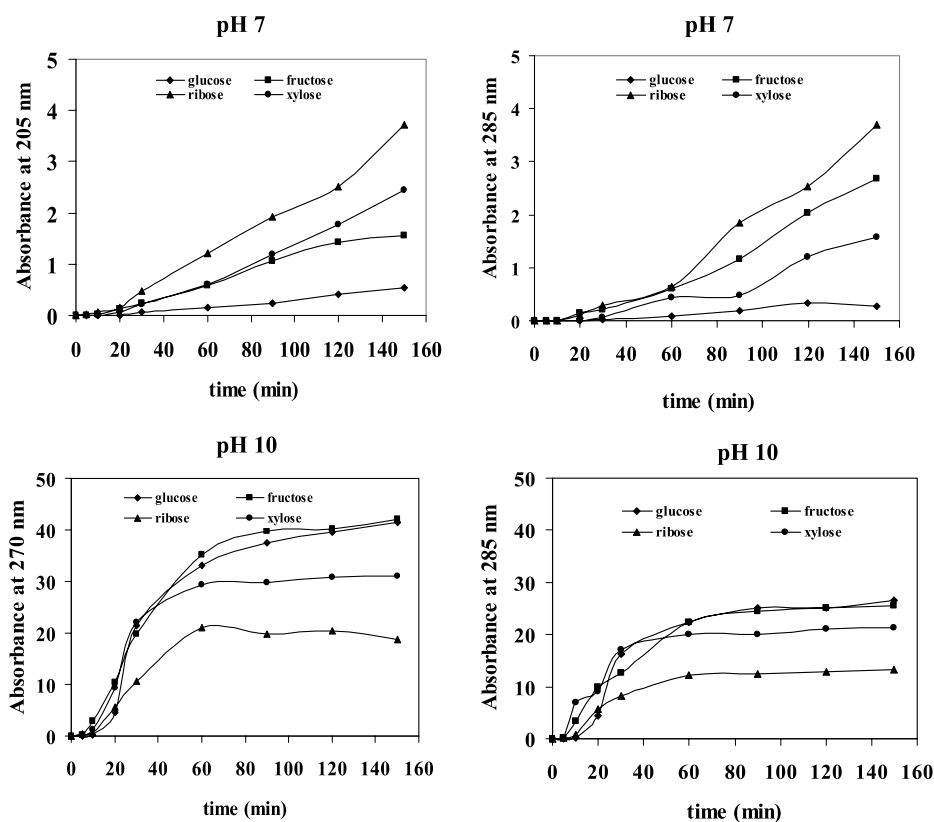 pH 7
5
4
3
2
1
0
Absorbance at 205 nm
glucose fructose
ribose xylose
0 20 40 60 80 100 120 140 160
time (min)
pH 7
5
4
3
2
1
0
Absorbance at 285 nm
glucose fructose
ribose xylose
0 20 40 60 80 100 120 140 160
time (min)
pH 10
50
40
30
20
10
0
Absorbance at 270 nm
glucose fructose
ribose xylose
0 20 40 60 80 100 120 140 160
time (min)
pH 10
50
40
30
20
10
0
Absorbance at 285 nm
glucose fructose
ribose xylose
0 20 40 60 80 100 120 140 160
time (min)